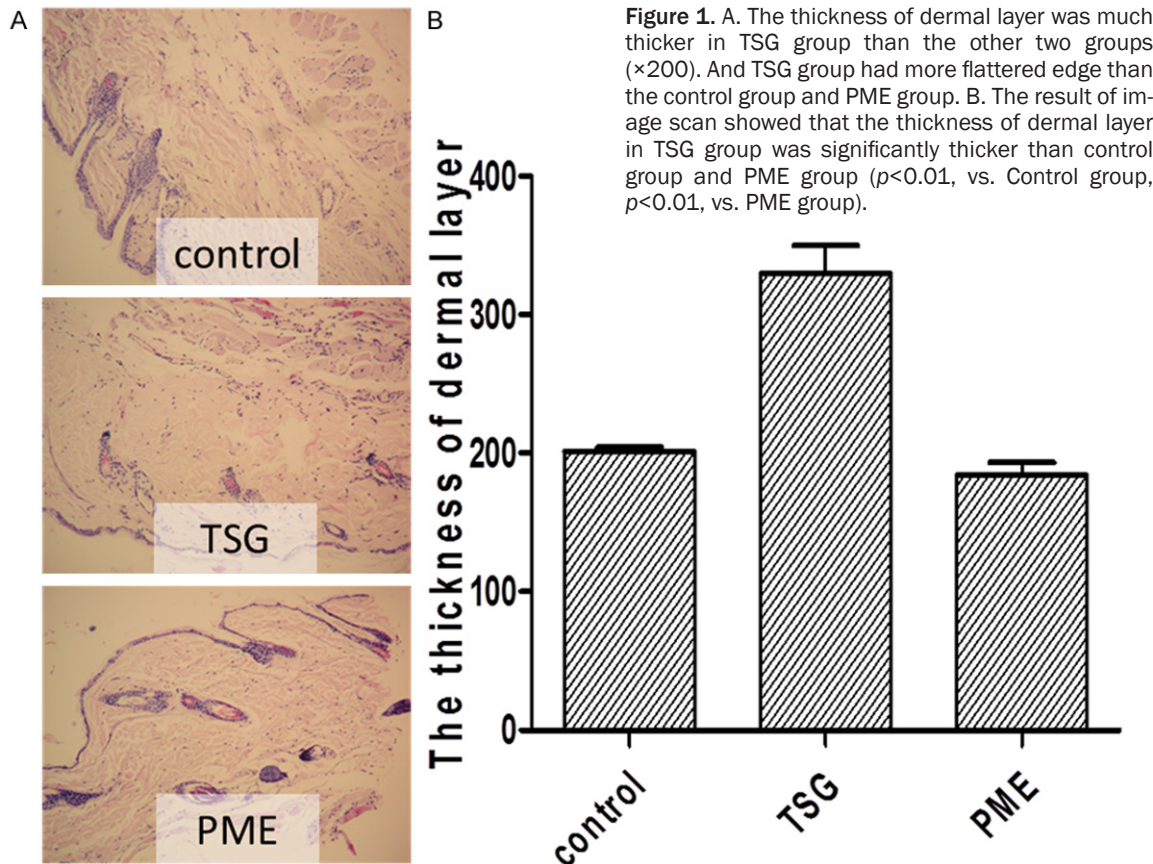 A
control
TSG
PME
B
Figure 1. A. The thickness of dermal layer was much
thicker in TSG group than the other two groups
(×200). And TSG group had more flattered edge than
the control group and PME group. B. The result of im-
age scan showed that the thickness of dermal layer
in TSG group was significantly thicker than control
group and PME group (p<0.01, vs. Control group,
p<0.01, vs. PME group).
The thickness of dermal layer
400
300
200
100
0
control
TSG
PME